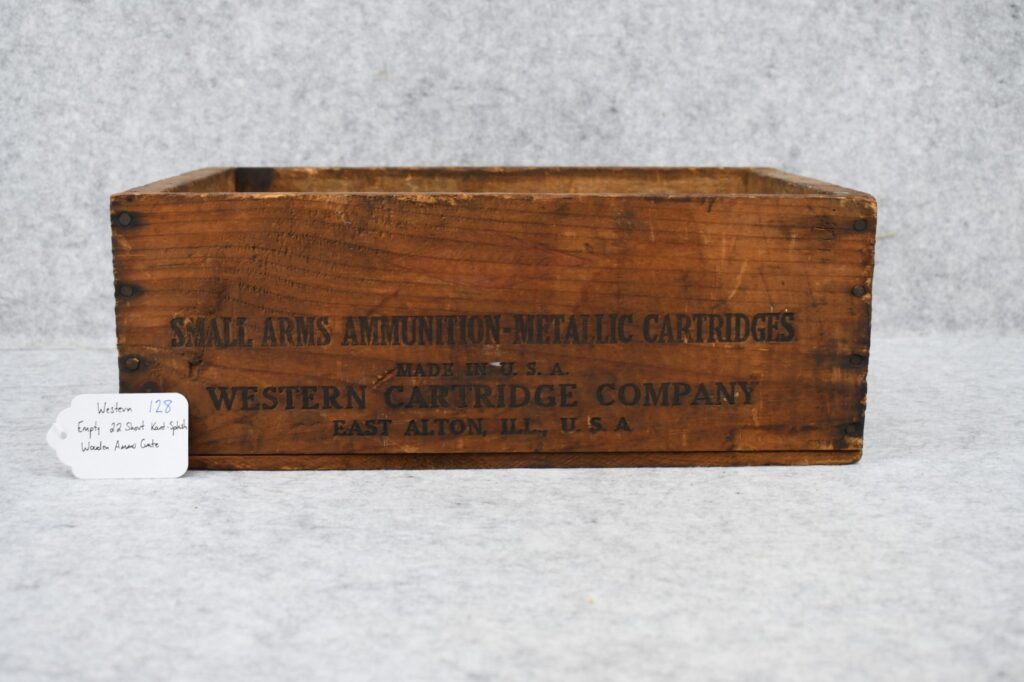 SMALL ARMS AMMUNITION-METALLIC CARTRIDGES
MADE IN U.S.A.
WESTERN CARTRIDGE COMPANY
EAST ALTON, ILL., U.S.A
Western 128
Empty 22 Short Kant-Splash
Wooden Ammo Crate